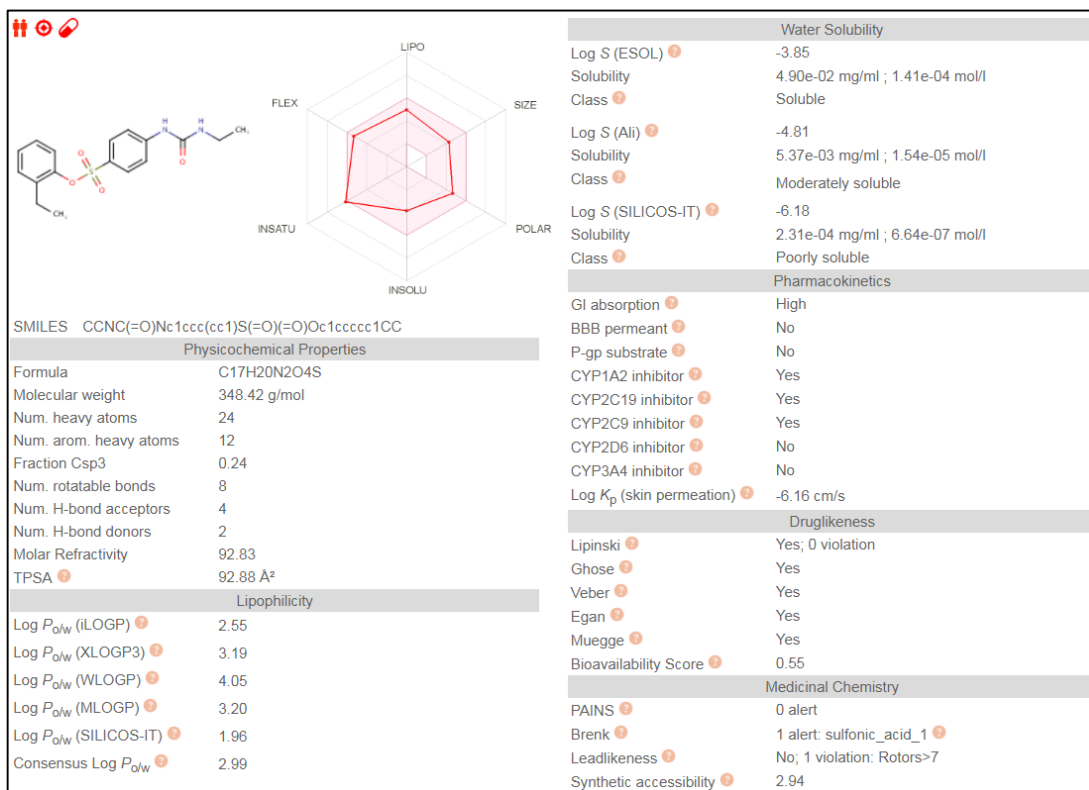 LIPO
SIZE
POLAR
INSOLU
INSATU
FLEX
H
N
H
N
CH₃
O
O
S
O
O
CH₃
SMILES CCNC(=O)Nc1ccc(cc1)S(=O)(=O)Oc1ccccc1CC
Physicochemical Properties
Formula C17H20N2O4S
Molecular weight 348.42 g/mol
Num. heavy atoms 24
Num. arom. heavy atoms 12
Fraction Csp3 0.24
Num. rotatable bonds 8
Num. H-bond acceptors 4
Num. H-bond donors 2
Molar Refractivity 92.83
TPSA ? 92.88 Å²
Lipophilicity
Log Po/w (iLOGP) ? 2.55
Log Po/w (XLOGP3) ? 3.19
Log Po/w (WLOGP) ? 4.05
Log Po/w (MLOGP) ? 3.20
Log Po/w (SILICOS-IT) ? 1.96
Consensus Log Po/w ? 2.99
Water Solubility
Log S (ESOL) ? -3.85
Solubility 4.90e-02 mg/ml ; 1.41e-04 mol/l
Class ? Soluble
Log S (Ali) ? -4.81
Solubility 5.37e-03 mg/ml ; 1.54e-05 mol/l
Class ? Moderately soluble
Log S (SILICOS-IT) ? -6.18
Solubility 2.31e-04 mg/ml ; 6.64e-07 mol/l
Class ? Poorly soluble
Pharmacokinetics
GI absorption ? High
BBB permeant ? No
P-gp substrate ? No
CYP1A2 inhibitor ? Yes
CYP2C19 inhibitor ? Yes
CYP2C9 inhibitor ? Yes
CYP2D6 inhibitor ? No
CYP3A4 inhibitor ? No
Log Kp (skin permeation) ? -6.16 cm/s
Druglikeness
Lipinski ? Yes; 0 violation
Ghose ? Yes
Veber ? Yes
Egan ? Yes
Muegge ? Yes
Bioavailability Score ? 0.55
Medicinal Chemistry
PAINS ? 0 alert
Brenk ? 1 alert: sulfonic_acid_1 ?
Leadlikeness ? No; 1 violation: Rotors>7
Synthetic accessibility ? 2.94